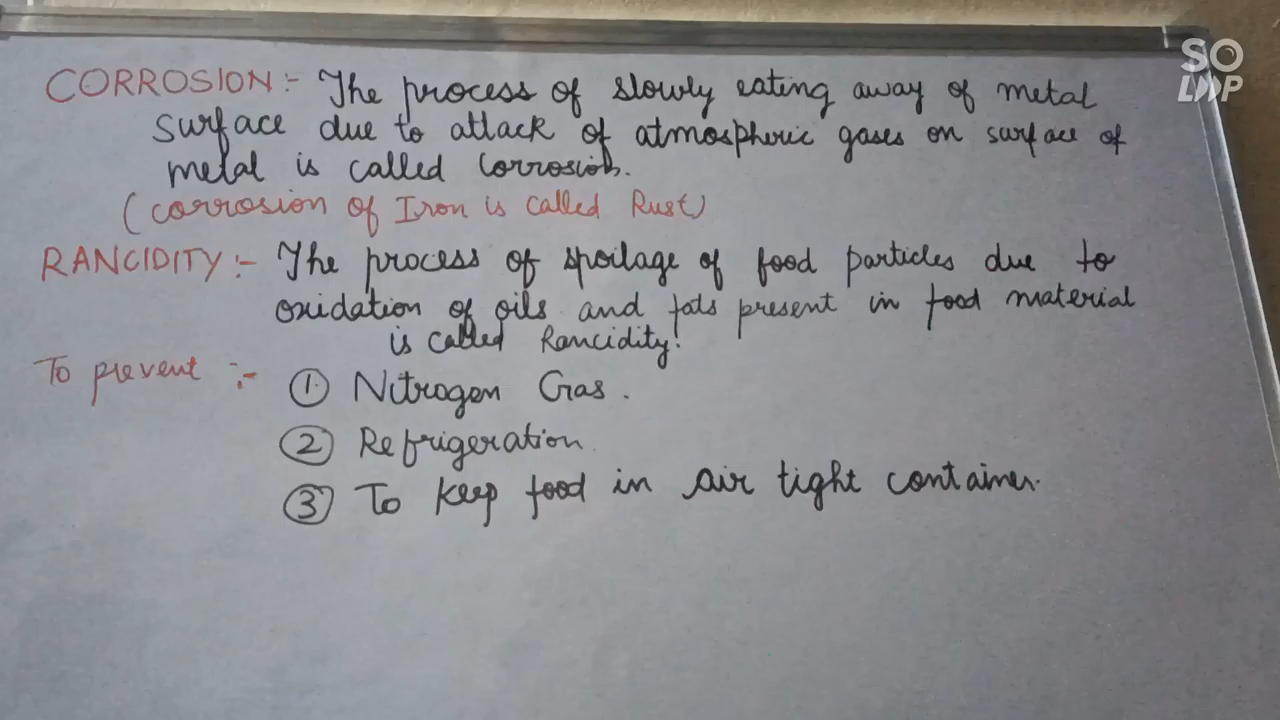 SO
LMP
CORROSION :- The process of slowly eating away of metal
surface due to attack of atmospheric gases on surface of
metal is called Corrosion.
(corrosion of Iron is called Rust)
RANCIDITY :- The process of spoilage of food particles due to
oxidation of oils and fats present in food material
is called Rancidity.
To prevent :- ① Nitrogen Gas.
② Refrigeration.
③ To keep food in air tight container.